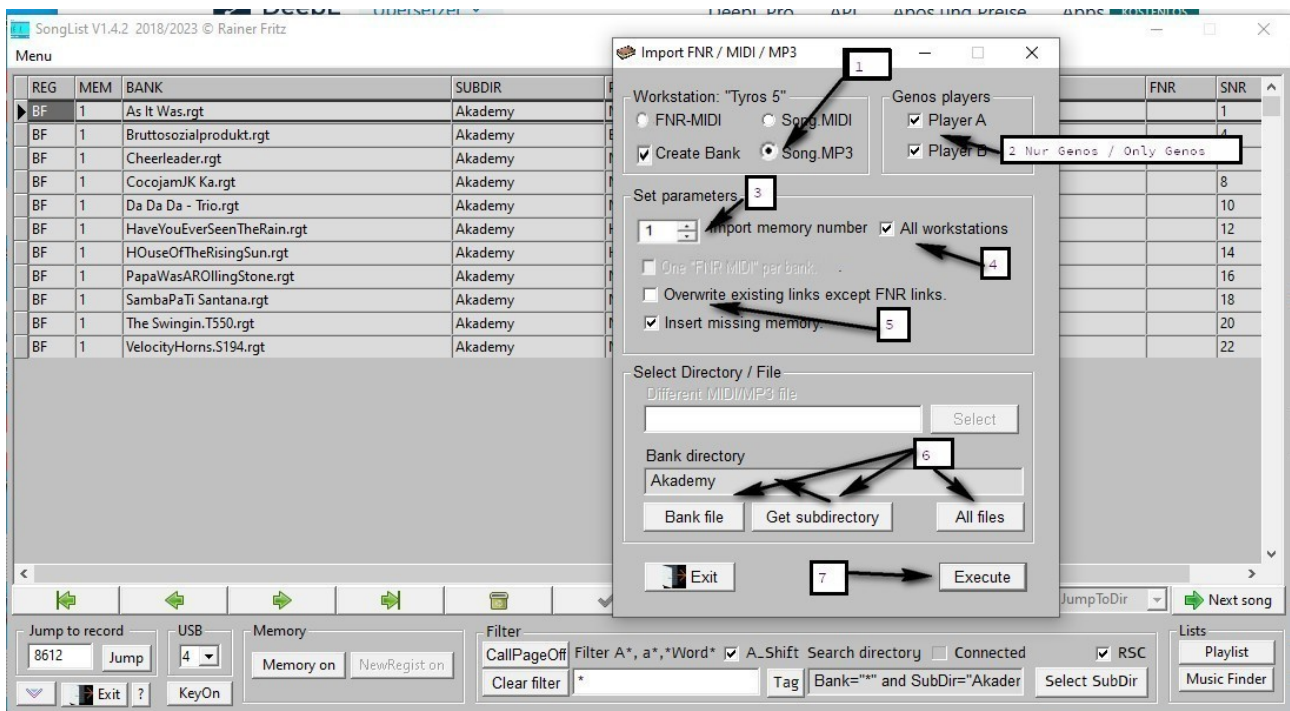 DeepL Übersetzer DeepL Pro API Abos und Preise Apps KOSTENLOS
SongList V1.4.2 2018/2023 © Rainer Fritz
Menu
REG MEM BANK SUBDIR FNR SNR
BF 1 As It Was.rgt Akademy 1
BF 1 Bruttosozialprodukt.rgt Akademy 4
BF 1 Cheerleader.rgt Akademy
BF 1 CocojamJK Ka.rgt Akademy 8
BF 1 Da Da Da - Trio.rgt Akademy 10
BF 1 HaveYouEverSeenTheRain.rgt Akademy 12
BF 1 HOuseOfTheRisingSun.rgt Akademy 14
BF 1 PapaWasAROllingStone.rgt Akademy 16
BF 1 SambaPaTi Santana.rgt Akademy 18
BF 1 The Swingin.T550.rgt Akademy 20
BF 1 VelocityHorns.S194.rgt Akademy 22
Import FNR / MIDI / MP3
1
Workstation: "Tyros 5" Genos players
FNR-MIDI Song.MIDI Player A
Create Bank Song.MP3 Player B
2 Nur Genos / Only Genos
Set parameters 3
1 Import memory number All workstations
4
One "FNR MIDI" per bank.
Overwrite existing links except FNR links.
5
Insert missing memory.
Select Directory / File
Different MIDI/MP3 file
Select
Bank directory 6
Akademy
Bank file Get subdirectory All files
Exit 7 Execute
JumpToDir Next song
Jump to record USB Memory Filter Lists
8612 Jump 4 Memory on NewRegist on CallPageOff Filter A*, a*,*Word* A_Shift Search directory Connected RSC Playlist
Exit ? KeyOn Clear filter * Tag Bank="*" and SubDir="Akader Select SubDir Music Finder